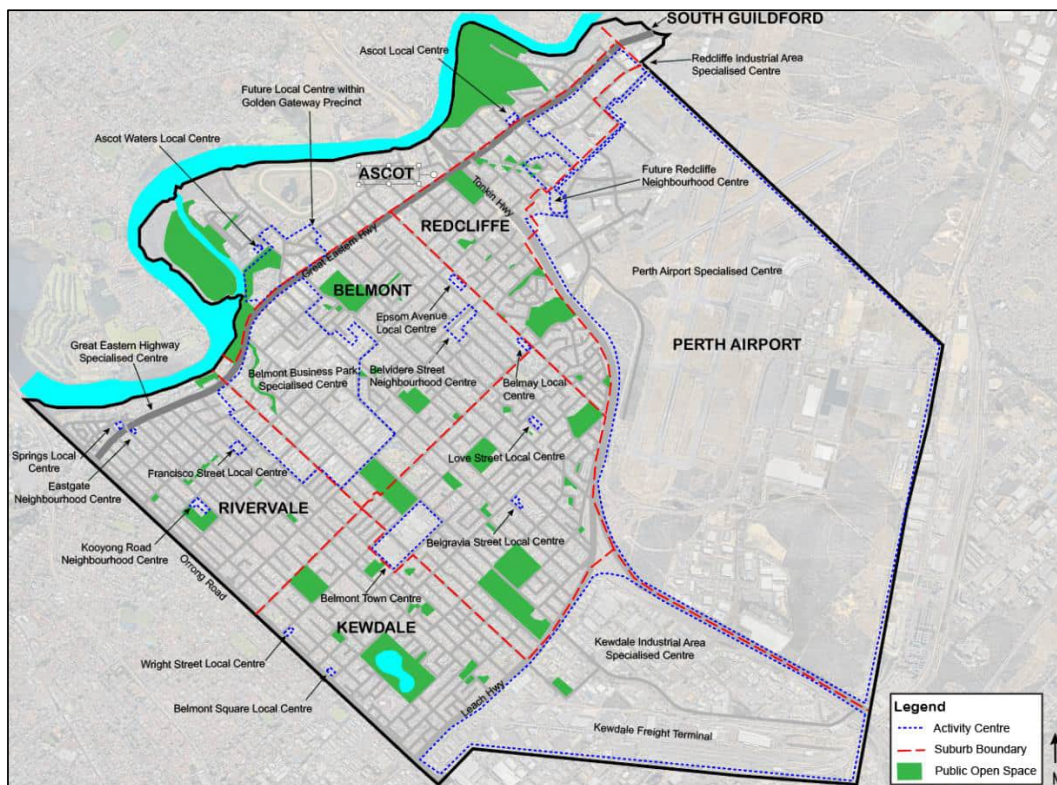 SOUTH GUILDFORD
Ascot Local Centre
Redcliffe Industrial Area
Specialised Centre
Future Local Centre within
Golden Gateway Precinct
Ascot Waters Local Centre
ASCOT
Future Redcliffe
Neighbourhood Centre
Tonkin Hwy
REDCLIFFE
Great Eastern Hwy
Perth Airport Specialised Centre
BELMONT
Epsom Avenue
Local Centre
Great Eastern Highway
Specialised Centre
PERTH AIRPORT
Belmont Business Park
Specialised Centre
Belvidere Street
Neighbourhood Centre
Belmay Local
Centre
Springs Local
Centre
Francisco Street Local Centre
Love Street Local Centre
Eastgate
Neighbourhood Centre
RIVERVALE
Kooyong Road
Neighbourhood Centre
Belgravia Street Local Centre
Orrong Road
Belmont Town Centre
KEWDALE
Kewdale Industrial Area
Specialised Centre
Wright Street Local Centre
Leach Hwy
Belmont Square Local Centre
Kewdale Freight Terminal
Legend
Activity Centre
Suburb Boundary
Public Open Space